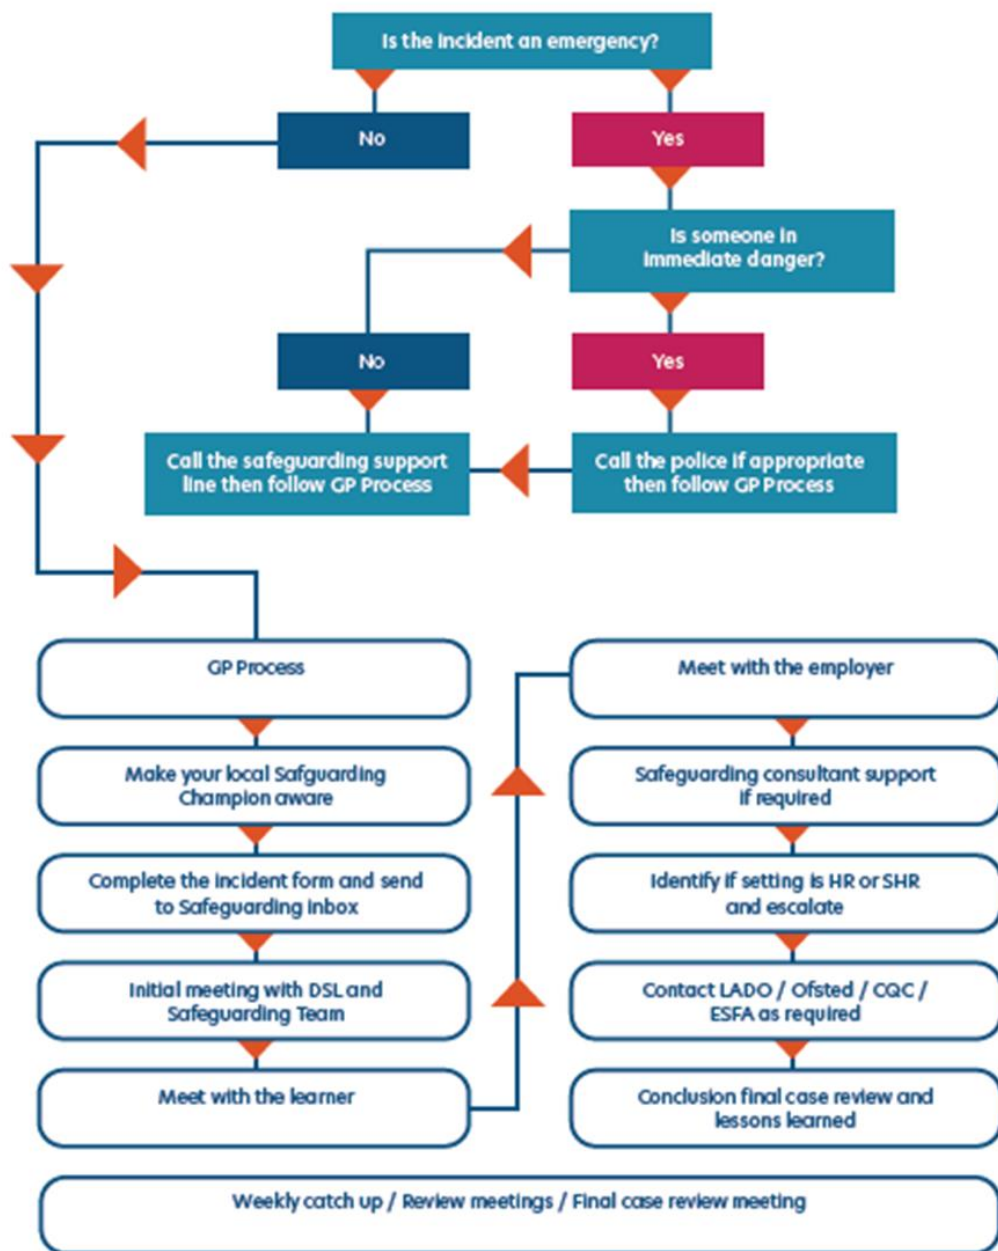 Is the incident an emergency?
No
Yes
Is someone in
immediate danger?
No
Yes
Call the safeguarding support
line then follow GP Process
Call the police if appropriate
then follow GP Process
GP Process
Make your local Safguarding
Champion aware
Complete the incident form and send
to Safeguarding inbox
Initial meeting with DSL and
Safeguarding Team
Meet with the learner
Meet with the employer
Safeguarding consultant support
if required
Identify if setting is HR or SHR
and escalate
Contact LADO / Ofsted / CQC /
ESFA as required
Conclusion final case review and
lessons learned
Weekly catch up / Review meetings / Final case review meeting